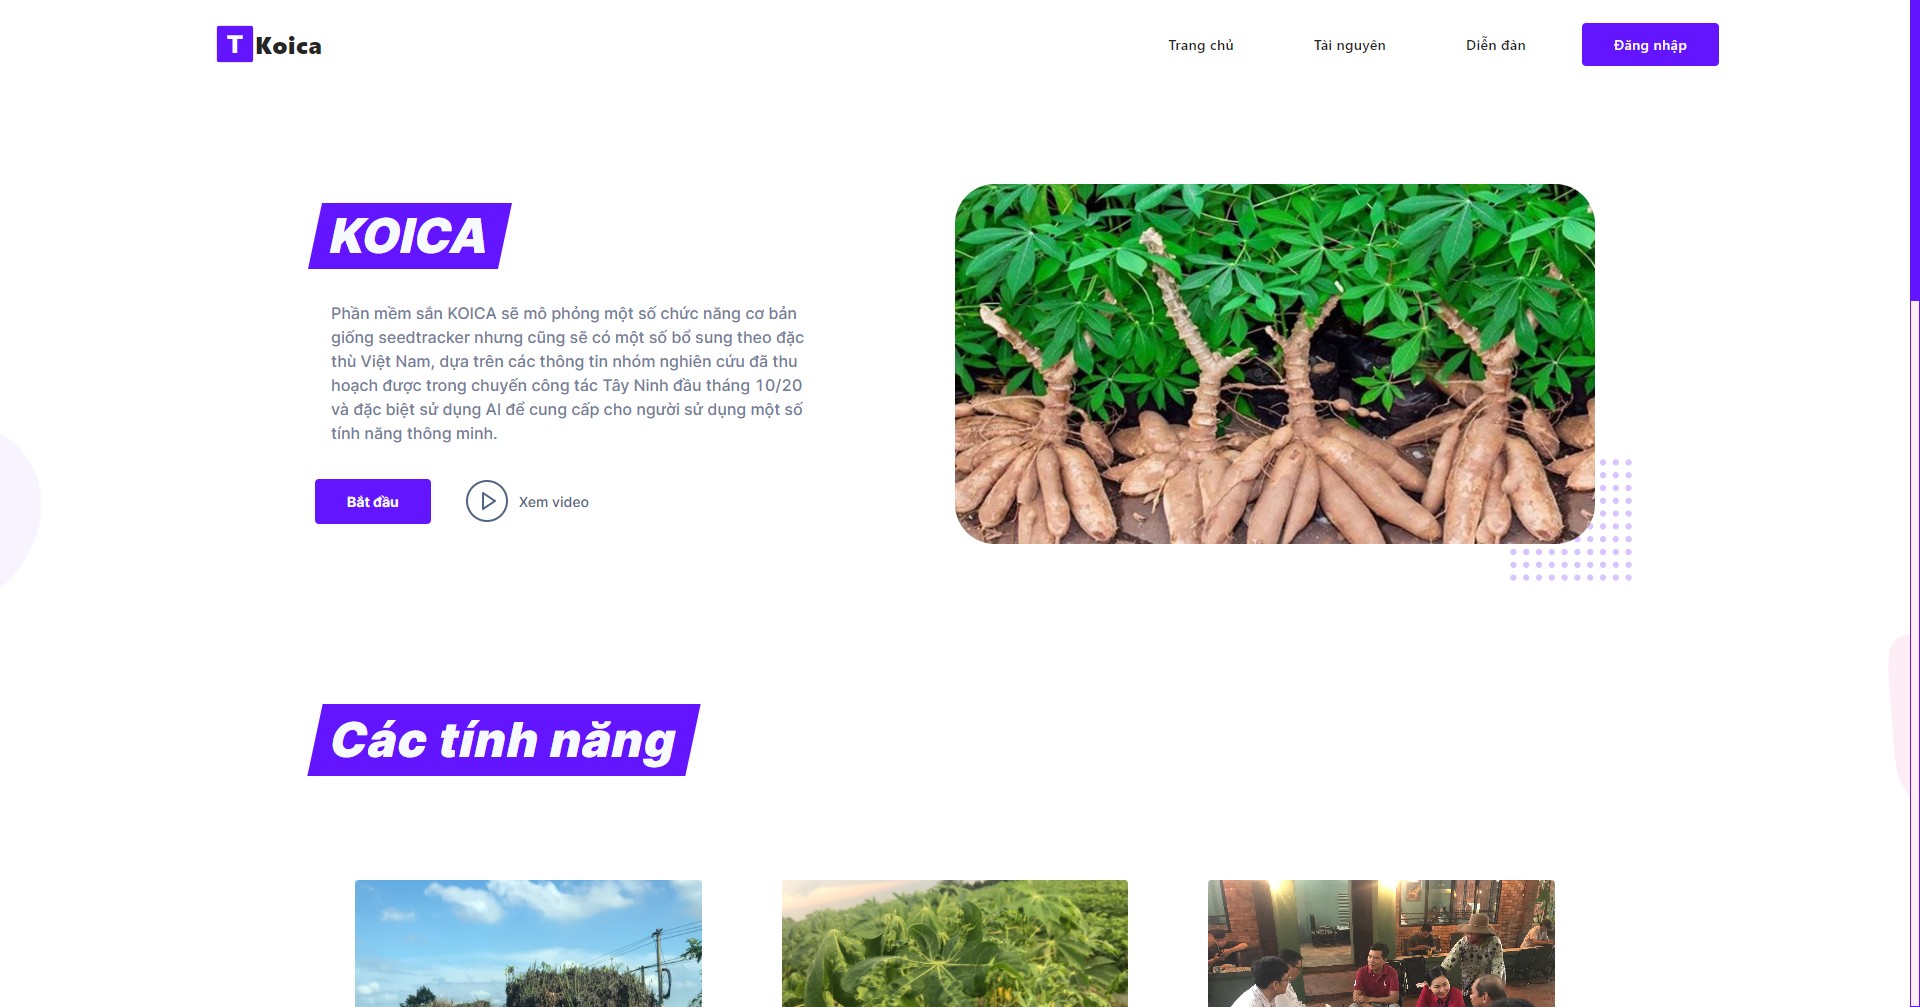 T Koica
Trang chủ
Tài nguyên
Diễn đàn
Đăng nhập
KOICA
Phần mềm sắn KOICA sẽ mô phỏng một số chức năng cơ bản
giống seedtracker nhưng cũng sẽ có một số bổ sung theo đặc
thù Việt Nam, dựa trên các thông tin nhóm nghiên cứu đã thu
hoạch được trong chuyến công tác Tây Ninh đầu tháng 10/20
và đặc biệt sử dụng AI để cung cấp cho người sử dụng một số
tính năng thông minh.
Bắt đầu
Xem video
Các tính năng